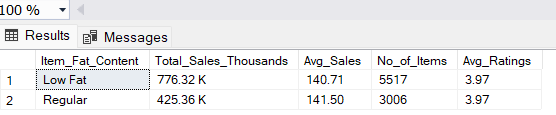 100 %
Results Messages
Item_Fat_Content Total_Sales_Thousands Avg_Sales No_of_Items Avg_Ratings
1 Low Fat 776.32 K 140.71 5517 3.97
2 Regular 425.36 K 141.50 3006 3.97